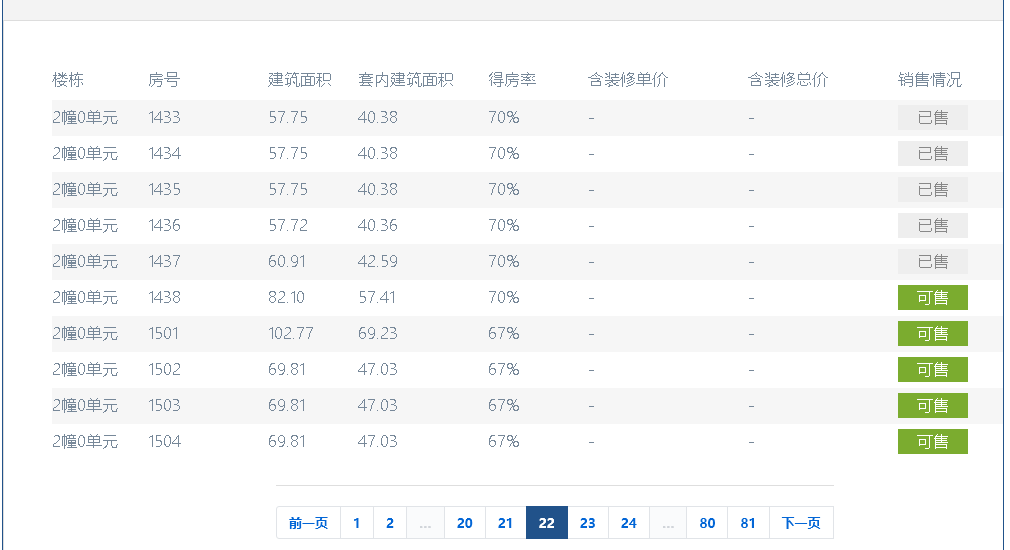 楼栋 房号 建筑面积 套内建筑面积 得房率 含装修单价 含装修总价 销售情况
2幢0单元 1433 57.75 40.38 70% - - 已售
2幢0单元 1434 57.75 40.38 70% - - 已售
2幢0单元 1435 57.75 40.38 70% - - 已售
2幢0单元 1436 57.72 40.36 70% - - 已售
2幢0单元 1437 60.91 42.59 70% - - 已售
2幢0单元 1438 82.10 57.41 70% - - 可售
2幢0单元 1501 102.77 69.23 67% - - 可售
2幢0单元 1502 69.81 47.03 67% - - 可售
2幢0单元 1503 69.81 47.03 67% - - 可售
2幢0单元 1504 69.81 47.03 67% - - 可售
前一页 1 2 ... 20 21 22 23 24 ... 80 81 下一页